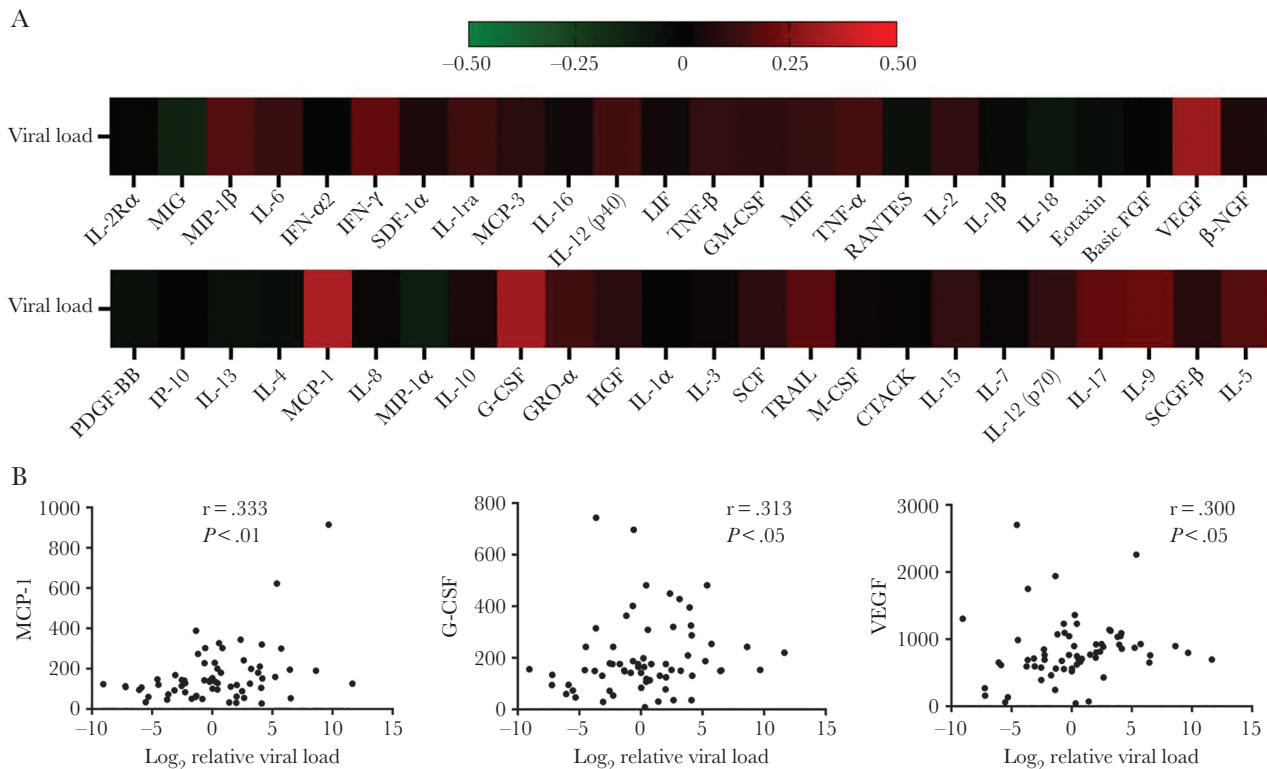 A
−0.50 −0.25 0 0.25 0.50
Viral load
IL-2Rα MIG MIP-1β IL-6 IFN-α2 IFN-γ SDF-1α IL-1ra MCP-3 IL-16 IL-12 (p40) LIF TNF-β GM-CSF MIF TNF-α RANTES IL-2 IL-1β IL-18 Eotaxin Basic FGF VEGF β-NGF
Viral load
PDGF-BB IP-10 IL-13 IL-4 MCP-1 IL-8 MIP-1α IL-10 G-CSF GRO-α HGF IL-1α IL-3 SCF TRAIL M-CSF CTACK IL-15 IL-7 IL-12 (p70) IL-17 IL-9 SCGF-β IL-5
B
MCP-1
1000
800
600
400
200
0
−10 −5 0 5 10 15
Log₂ relative viral load
r = .333
P < .01
G-CSF
800
600
400
200
0
−10 −5 0 5 10 15
Log₂ relative viral load
r = .313
P < .05
VEGF
3000
2000
1000
0
−10 −5 0 5 10 15
Log₂ relative viral load
r = .300
P < .05